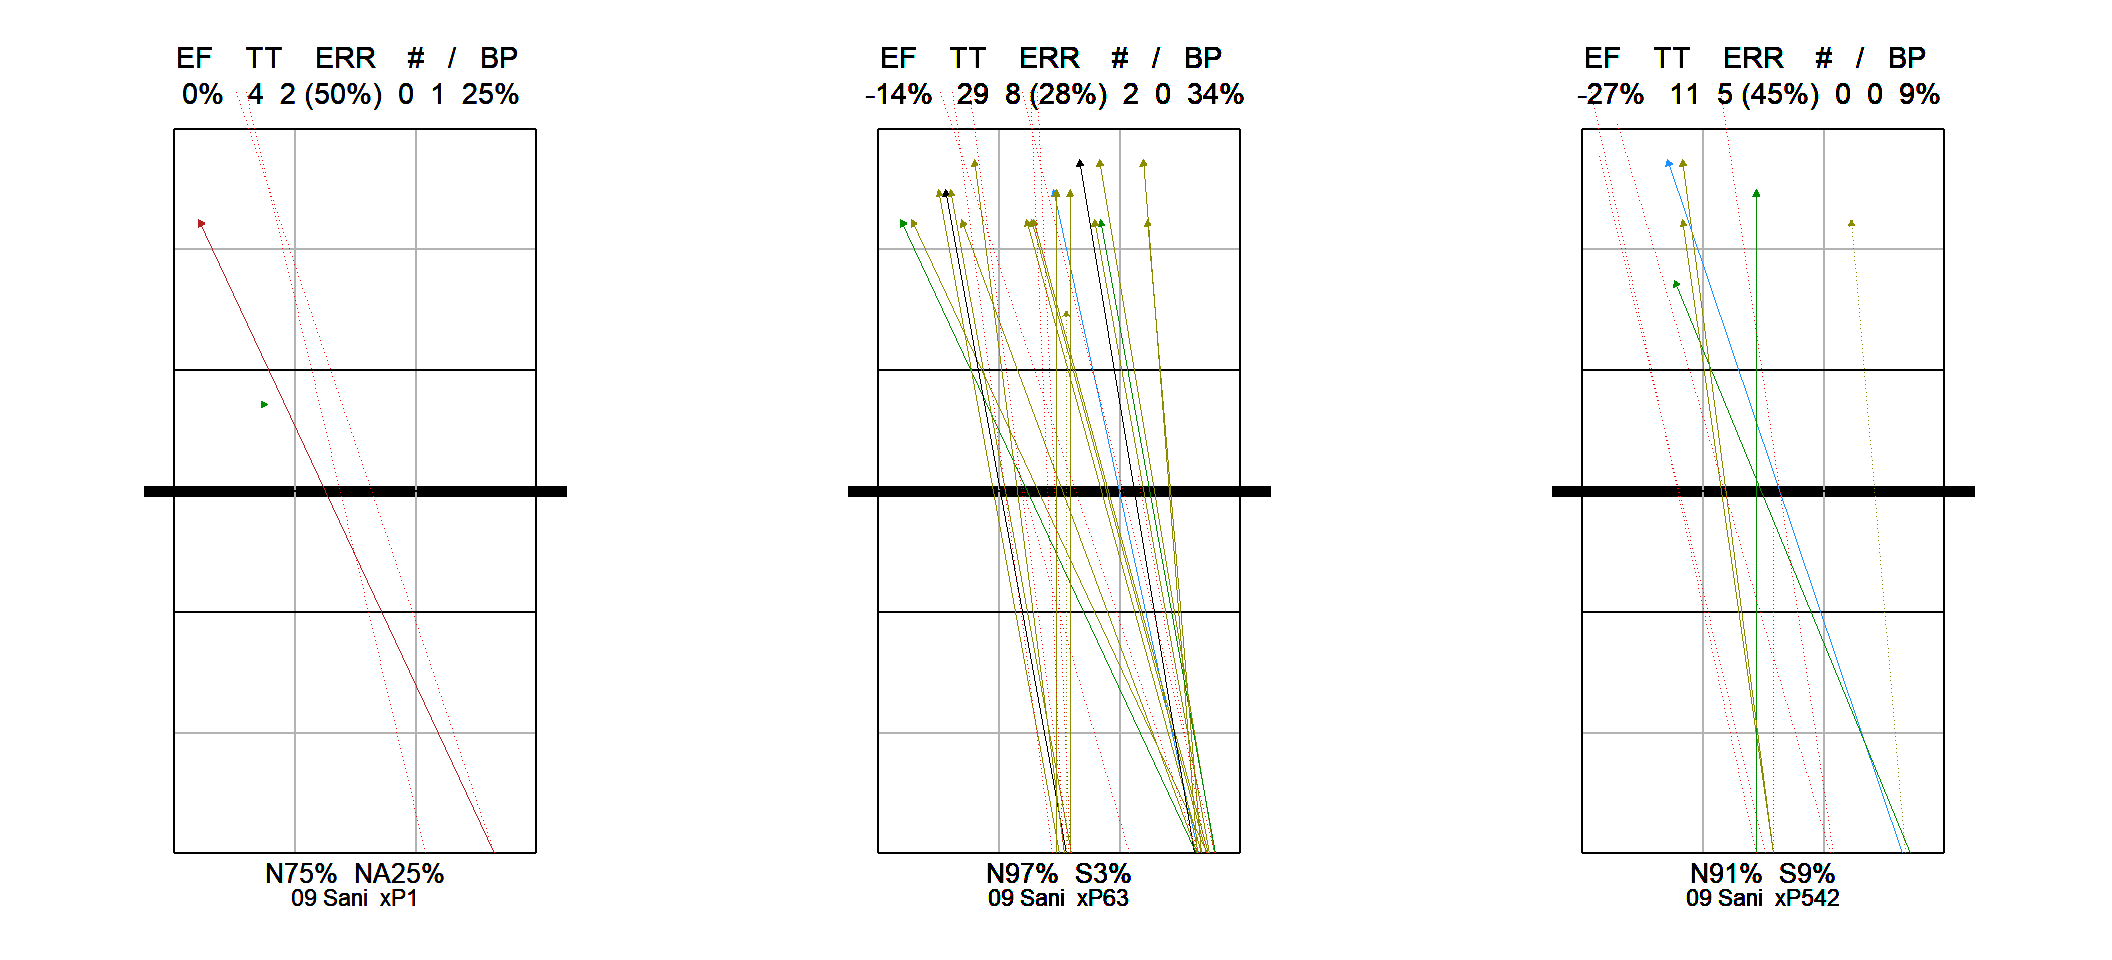 EF TT ERR # / BP
0% 4 2 (50%) 0 1 25%
N75% NA25%
09 Sani xP1
EF TT ERR # / BP
-14% 29 8 (28%) 2 0 34%
N97% S3%
09 Sani xP63
EF TT ERR # / BP
-27% 11 5 (45%) 0 0 9%
N91% S9%
09 Sani xP542